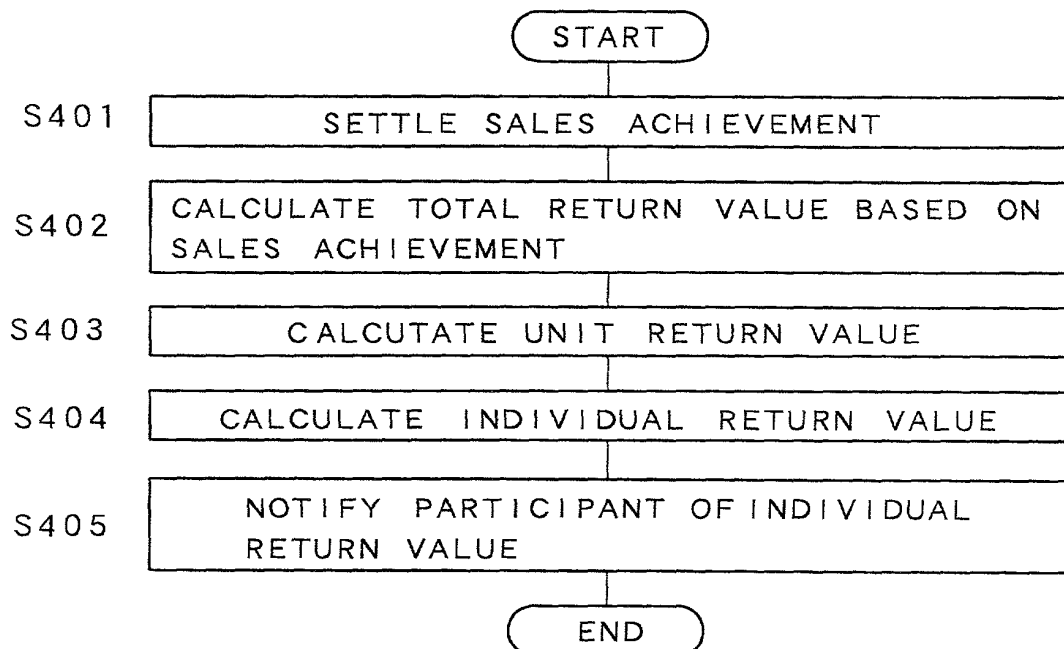 START
S401 SETTLE SALES ACHIEVEMENT
S402 CALCULATE TOTAL RETURN VALUE BASED ON
SALES ACHIEVEMENT
S403 CALCUTATE UNIT RETURN VALUE
S404 CALCULATE INDIVIDUAL RETURN VALUE
S405 NOTIFY PARTICIPANT OF INDIVIDUAL
RETURN VALUE
END